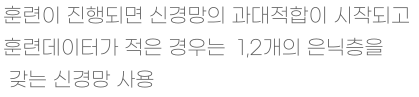 훈련이 진행되면 신경망의 과대적합이 시작되고
훈련데이터가 적은 경우는 1,2개의 은닉층을
갖는 신경망 사용